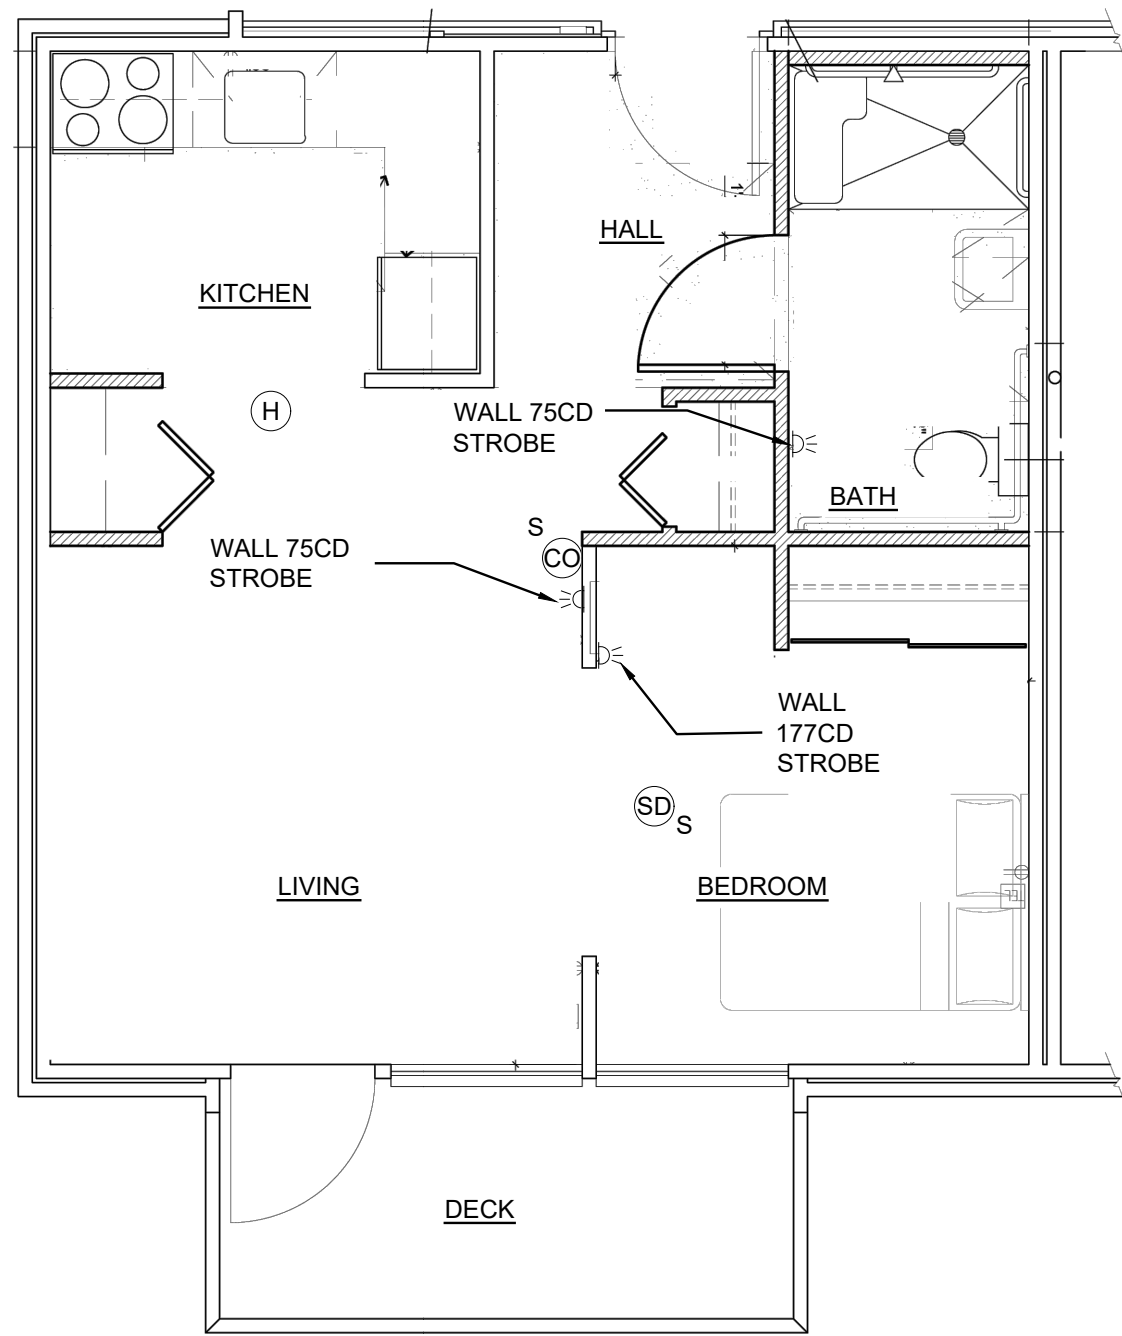 HALL
KITCHEN
H
WALL 75CD
STROBE
BATH
S
CO
WALL 75CD
STROBE
WALL
177CD
STROBE
SD
S
LIVING
BEDROOM
DECK